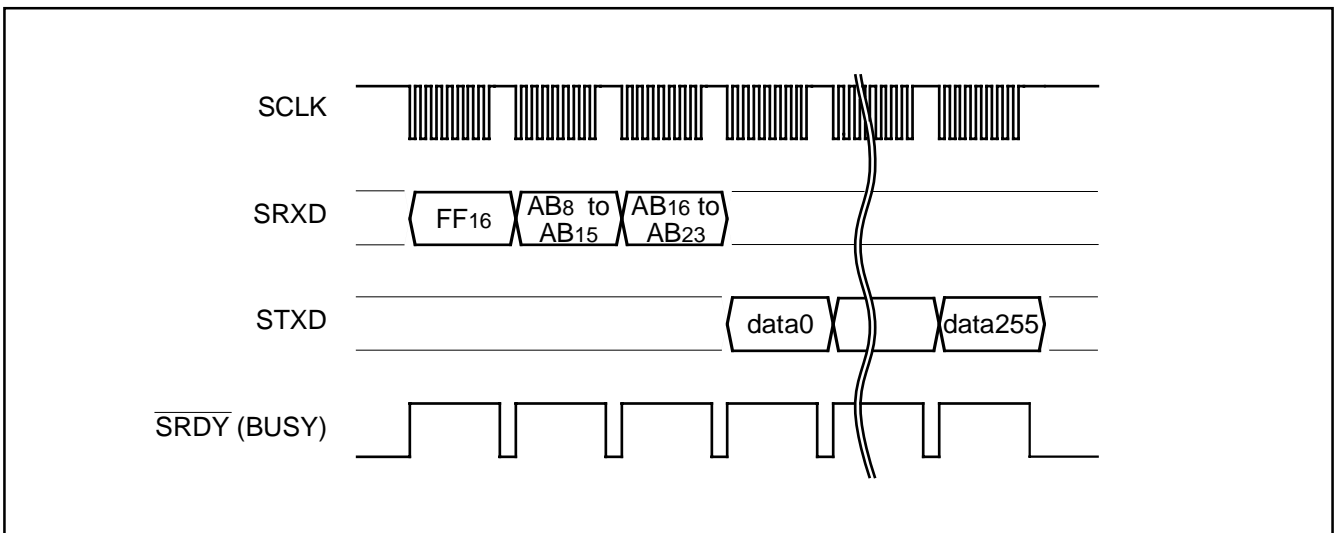 SCLK
SRXD
FF16
AB8 to
AB15
AB16 to
AB23
STXD
data0
data255
SRDY (BUSY)